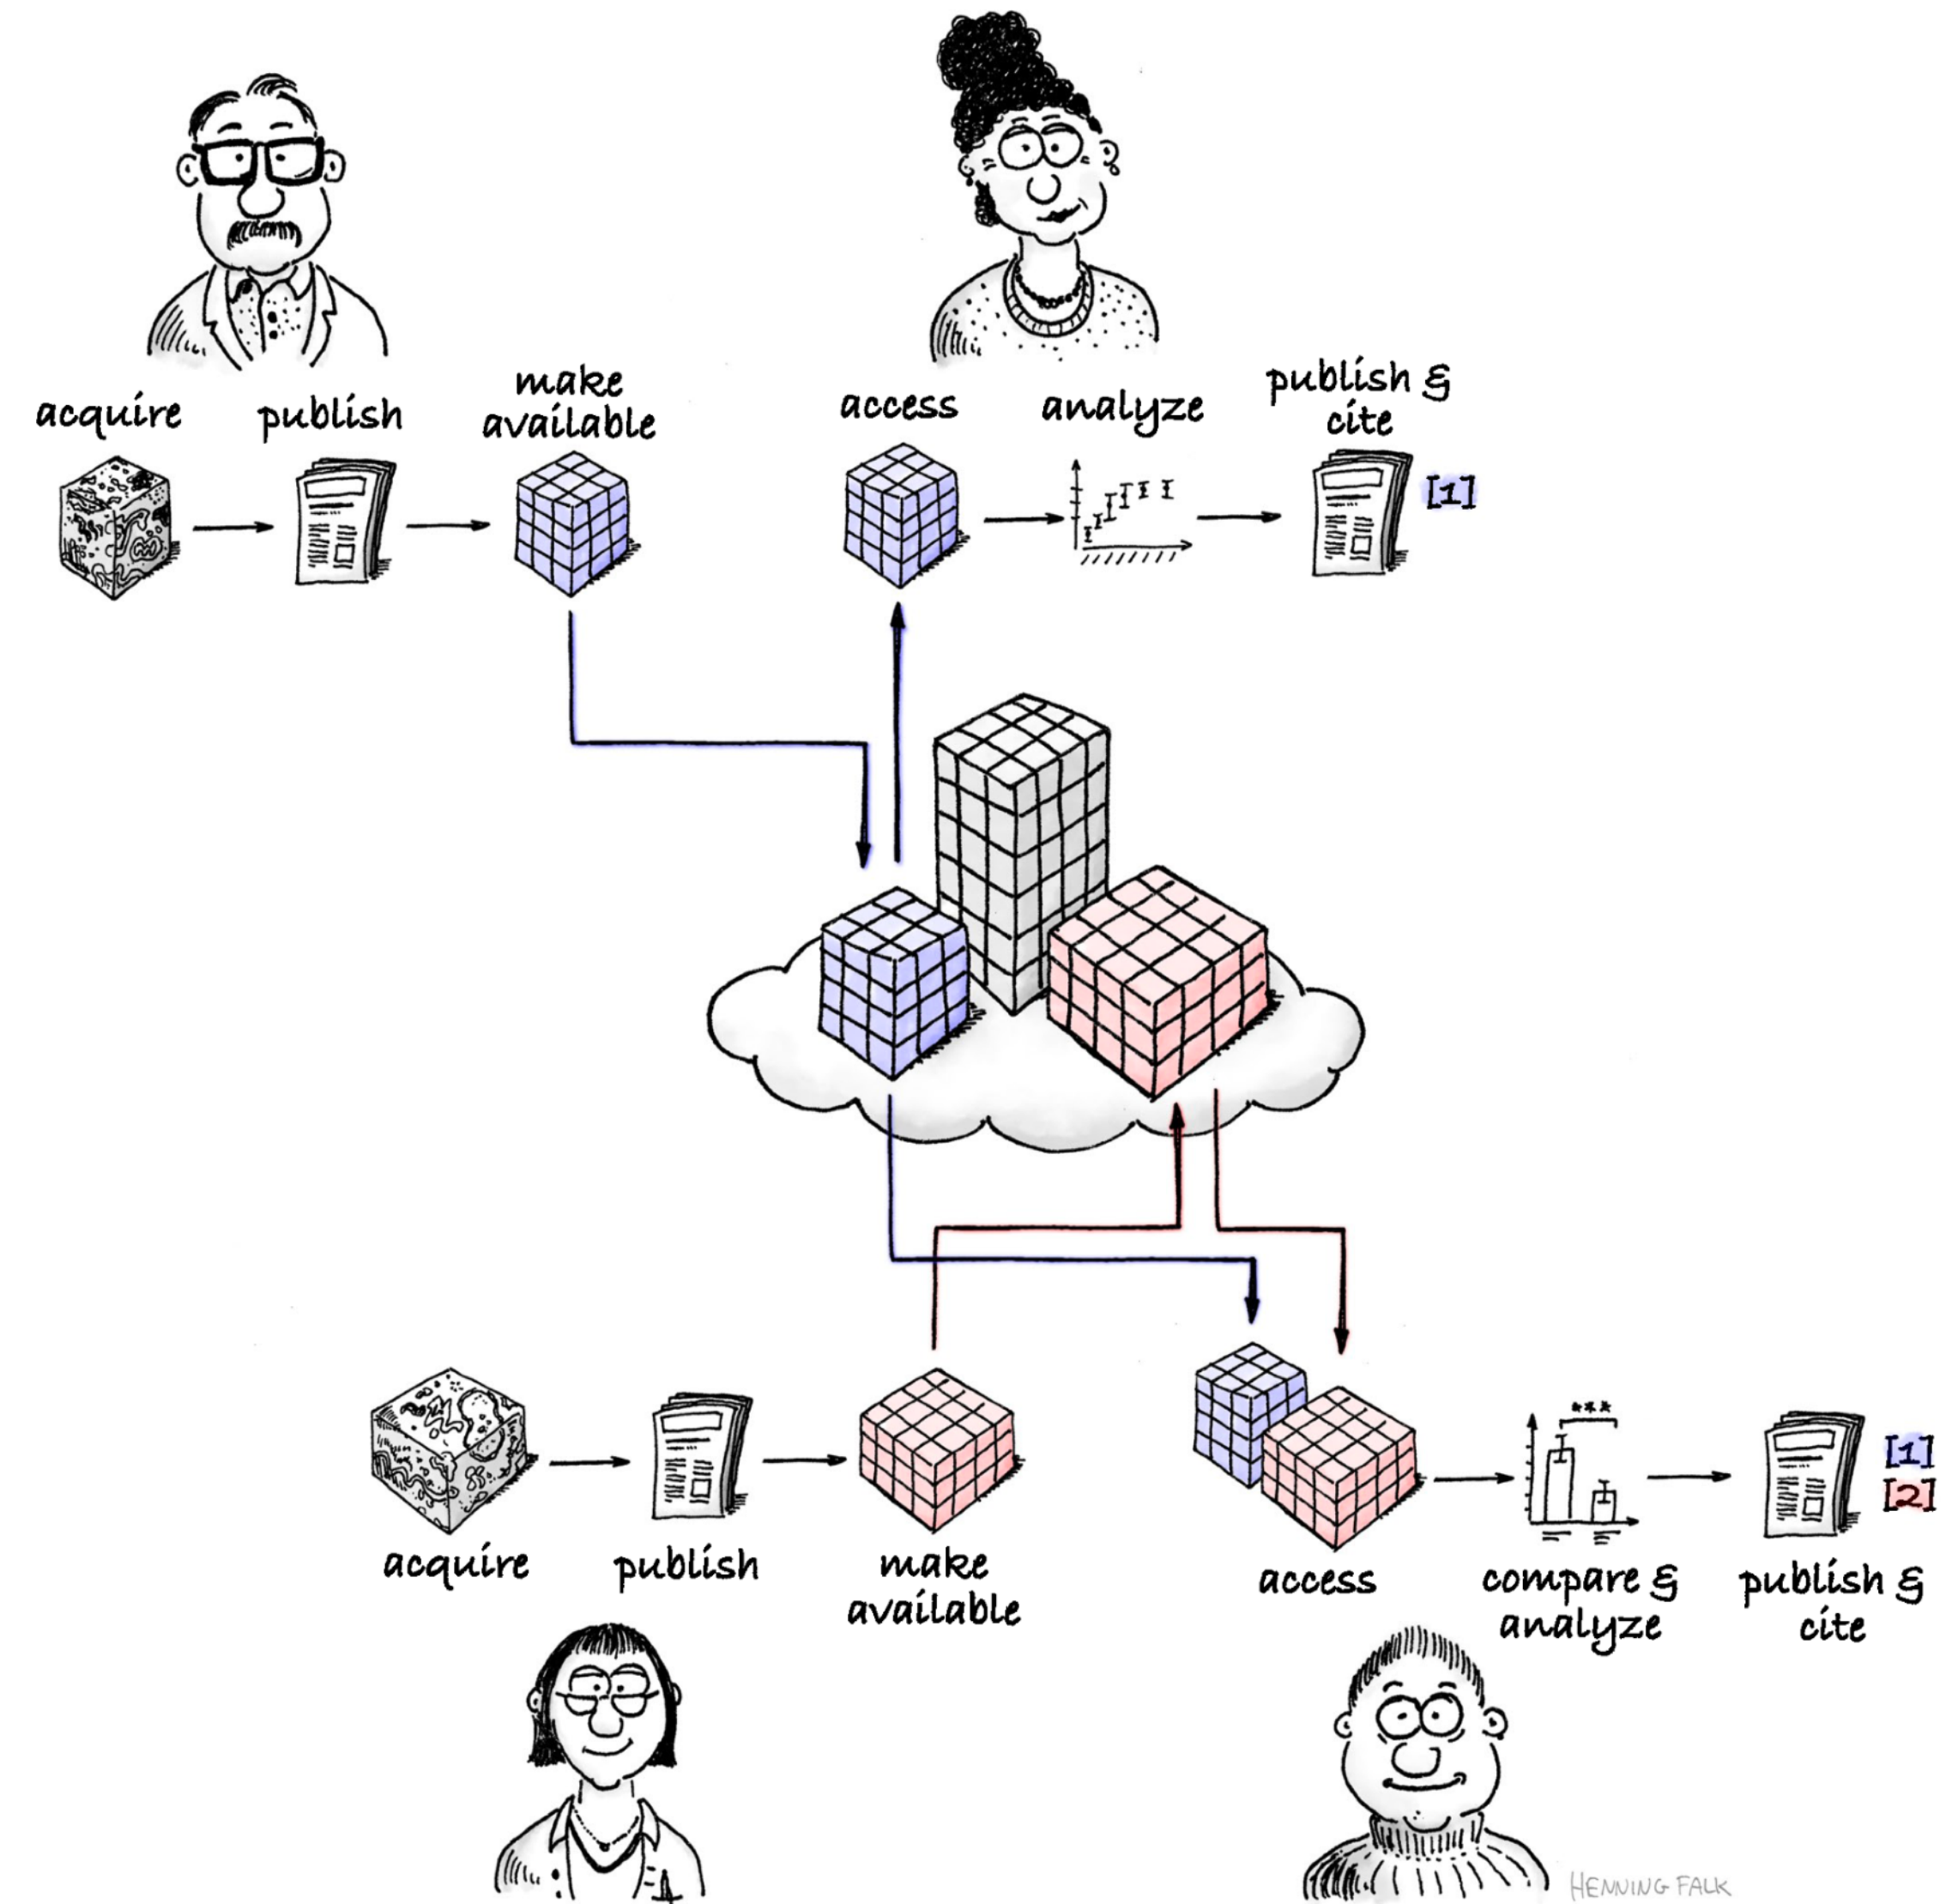 acquire
publish
make
available
access
analyze
publish &
cite
[1]
acquire
publish
make
available
access
***
compare &
analyze
publish &
cite
[1]
[2]
HENNING FALK